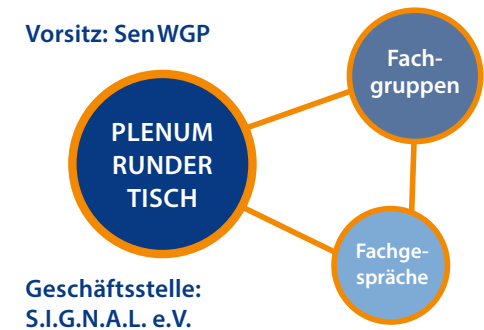 Vorsitz: SenWGP
Fach-
gruppen
PLENUM
RUNDER
TISCH
Fachge-
spräche
Geschäftsstelle:
S.I.G.N.A.L. e.V.